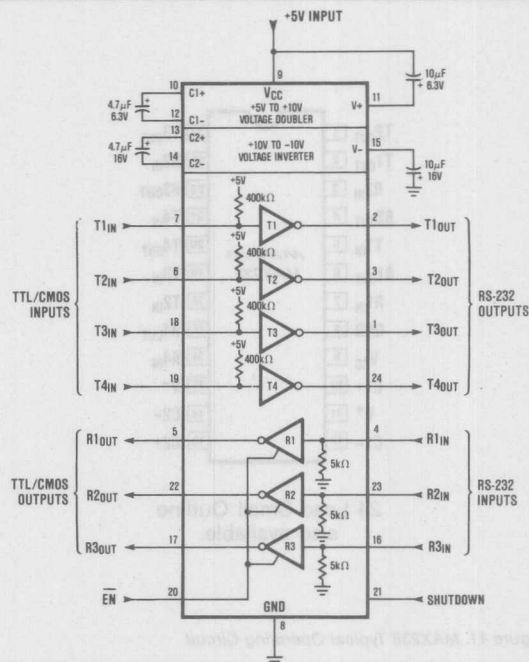 +5V INPUT
9
10 C1+ VCC V+ 11
4.7µF 6.3V
+5V TO +10V VOLTAGE DOUBLER
10µF 6.3V
12 C1-
13 C2+
4.7µF 16V
+10V TO -10V VOLTAGE INVERTER
V- 15
14 C2-
10µF 16V
+5V
400kΩ
T1IN 7 T1 2 T1OUT
+5V
400kΩ
T2IN 6 T2 3 T2OUT
TTL/CMOS INPUTS
RS-232 OUTPUTS
+5V
400kΩ
T3IN 18 T3 1 T3OUT
+5V
400kΩ
T4IN 19 T4 24 T4OUT
R1OUT 5 R1 4 R1IN
5kΩ
TTL/CMOS OUTPUTS
RS-232 INPUTS
R2OUT 22 R2 23 R2IN
5kΩ
R3OUT 17 R3 16 R3IN
5kΩ
EN 20 21 SHUTDOWN
GND
8